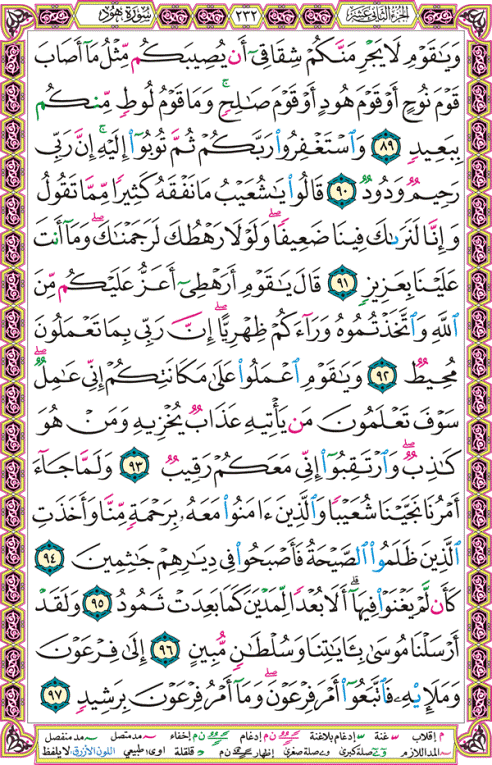 الجزء الثاني عشر ٢٣٢ سورة هود
وَيَٰقَوْمِ لَا يَجْرِمَنَّكُمْ شِقَاقِىٓ أَن يُصِيبَكُم مِّثْلُ مَآ أَصَابَ
قَوْمَ نُوحٍ أَوْ قَوْمَ هُودٍ أَوْ قَوْمَ صَٰلِحٍ ۚ وَمَا قَوْمُ لُوطٍ مِّنكُم
بِبَعِيدٍ ٨٩ وَٱسْتَغْفِرُوا۟ رَبَّكُمْ ثُمَّ تُوبُوٓا۟ إِلَيْهِ ۚ إِنَّ رَبِّى
رَحِيمٌ وَدُودٌ ٩٠ قَالُوا۟ يَٰشُعَيْبُ مَا نَفْقَهُ كَثِيرًا مِّمَّا تَقُولُ
وَإِنَّا لَنَرَىٰكَ فِينَا ضَعِيفًا ۖ وَلَوْلَا رَهْطُكَ لَرَجَمْنَٰكَ ۖ وَمَآ أَنتَ
عَلَيْنَا بِعَزِيزٍ ٩١ قَالَ يَٰقَوْمِ أَرَهْطِىٓ أَعَزُّ عَلَيْكُم مِّنَ
ٱللَّهِ وَٱتَّخَذْتُمُوهُ وَرَآءَكُمْ ظِهْرِيًّا ۖ إِنَّ رَبِّى بِمَا تَعْمَلُونَ
مُحِيطٌ ٩٢ وَيَٰقَوْمِ ٱعْمَلُوا۟ عَلَىٰ مَكَانَتِكُمْ إِنِّى عَٰمِلٌ ۖ
سَوْفَ تَعْلَمُونَ مَن يَأْتِيهِ عَذَابٌ يُخْزِيهِ وَمَنْ هُوَ
كَٰذِبٌ ۖ وَٱرْتَقِبُوٓا۟ إِنِّى مَعَكُمْ رَقِيبٌ ٩٣ وَلَمَّا جَآءَ
أَمْرُنَا نَجَّيْنَا شُعَيْبًا وَٱلَّذِينَ ءَامَنُوا۟ مَعَهُۥ بِرَحْمَةٍ مِّنَّا وَأَخَذَتِ
ٱلَّذِينَ ظَلَمُوا۟ ٱلصَّيْحَةُ فَأَصْبَحُوا۟ فِى دِيَٰرِهِمْ جَٰثِمِينَ ٩٤
كَأَن لَّمْ يَغْنَوْا۟ فِيهَآ ۗ أَلَا بُعْدًا لِّمَدْيَنَ كَمَا بَعِدَتْ ثَمُودُ ٩٥ وَلَقَدْ
أَرْسَلْنَا مُوسَىٰ بِـَٔايَٰتِنَا وَسُلْطَٰنٍ مُّبِينٍ ٩٦ إِلَىٰ فِرْعَوْنَ
وَمَلَإِي۟هِۦ فَٱتَّبَعُوٓا۟ أَمْرَ فِرْعَوْنَ ۖ وَمَآ أَمْرُ فِرْعَوْنَ بِرَشِيدٍ ٩٧
م إقلاب س غنة إدغام بلاغنة ن م إدغام ن م إخفاء مد متصل مد منفصل
المد اللازم صلة كبرى وصلة صغرى إظهار ن م قلقلة اوى: طبيعي اللون الأزرق: لا يلفظ